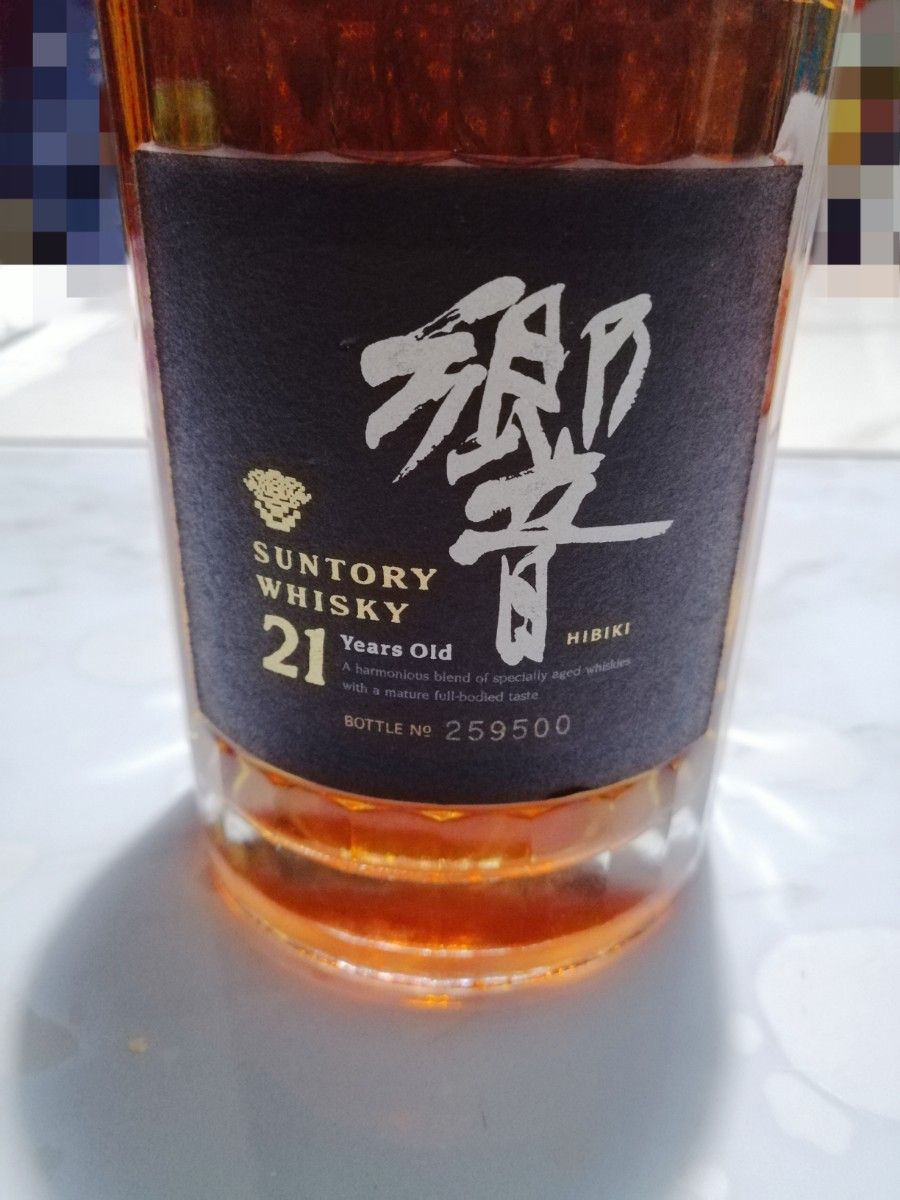 響
SUNTORY
WHISKY
21 Years Old
HIBIKI
A harmonious blend of specially aged whiskies
with a mature full-bodied taste
BOTTLE Nº 259500